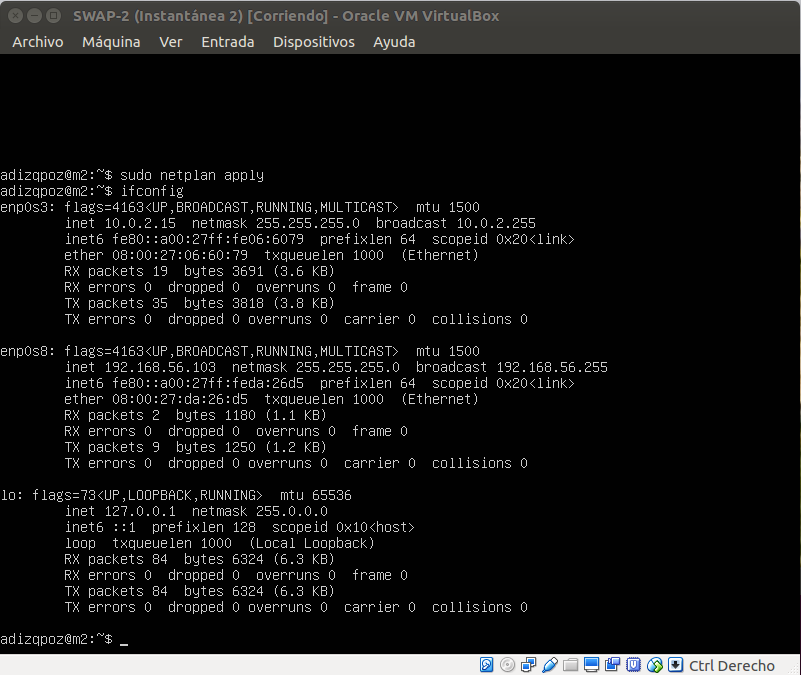 SWAP-2 (Instantánea 2) [Corriendo] - Oracle VM VirtualBox
Archivo Máquina Ver Entrada Dispositivos Ayuda
adizqpoz@m2:~$ sudo netplan apply
adizqpoz@m2:~$ ifconfig
enp0s3: flags=4163<UP,BROADCAST,RUNNING,MULTICAST>  mtu 1500
        inet 10.0.2.15  netmask 255.255.255.0  broadcast 10.0.2.255
        inet6 fe80::a00:27ff:fe06:6079  prefixlen 64  scopeid 0x20<link>
        ether 08:00:27:06:60:79  txqueuelen 1000  (Ethernet)
        RX packets 19  bytes 3691 (3.6 KB)
        RX errors 0  dropped 0  overruns 0  frame 0
        TX packets 35  bytes 3818 (3.8 KB)
        TX errors 0  dropped 0 overruns 0  carrier 0  collisions 0
enp0s8: flags=4163<UP,BROADCAST,RUNNING,MULTICAST>  mtu 1500
        inet 192.168.56.103  netmask 255.255.255.0  broadcast 192.168.56.255
        inet6 fe80::a00:27ff:feda:26d5  prefixlen 64  scopeid 0x20<link>
        ether 08:00:27:da:26:d5  txqueuelen 1000  (Ethernet)
        RX packets 2  bytes 1180 (1.1 KB)
        RX errors 0  dropped 0  overruns 0  frame 0
        TX packets 9  bytes 1250 (1.2 KB)
        TX errors 0  dropped 0 overruns 0  carrier 0  collisions 0
lo: flags=73<UP,LOOPBACK,RUNNING>  mtu 65536
        inet 127.0.0.1  netmask 255.0.0.0
        inet6 ::1  prefixlen 128  scopeid 0x10<host>
        loop  txqueuelen 1000  (Local Loopback)
        RX packets 84  bytes 6324 (6.3 KB)
        RX errors 0  dropped 0  overruns 0  frame 0
        TX packets 84  bytes 6324 (6.3 KB)
        TX errors 0  dropped 0 overruns 0  carrier 0  collisions 0
adizqpoz@m2:~$ _
Ctrl Derecho